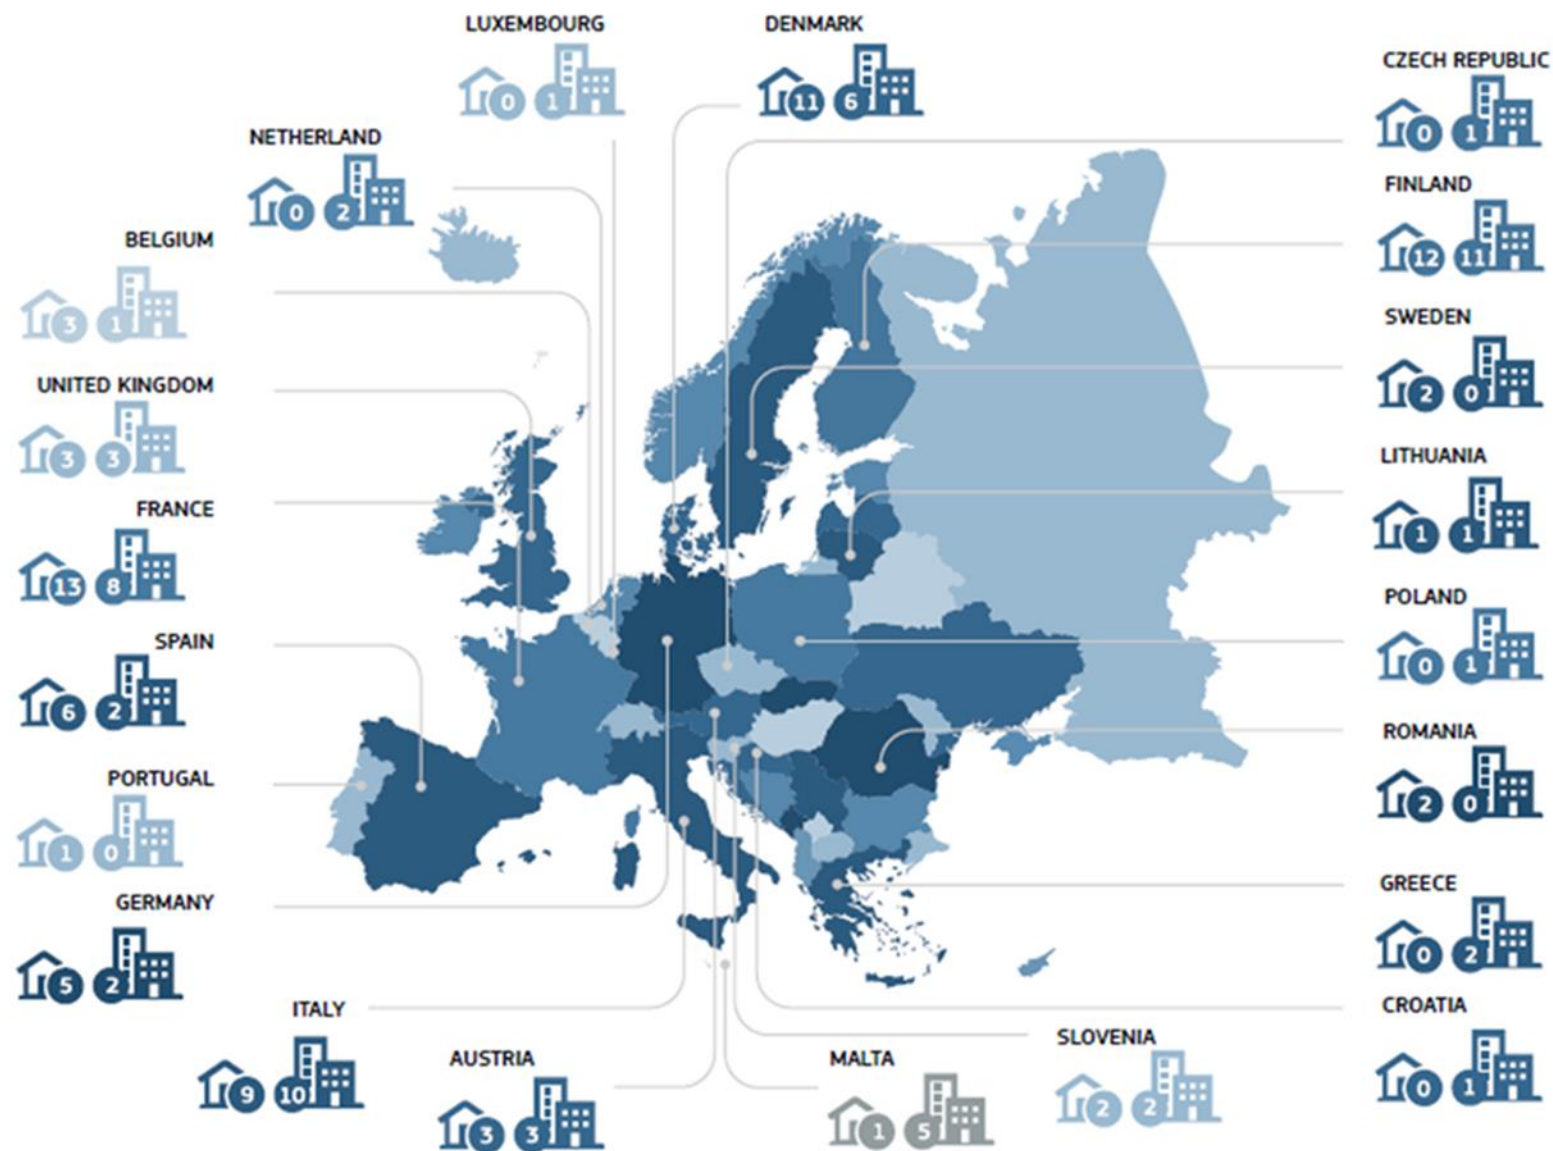 LUXEMBOURG
0 1
DENMARK
11 6
CZECH REPUBLIC
0 1
NETHERLAND
0 2
FINLAND
12 11
BELGIUM
3 1
SWEDEN
2 0
UNITED KINGDOM
3 3
LITHUANIA
1 1
FRANCE
13 8
POLAND
0 1
SPAIN
6 2
ROMANIA
2 0
PORTUGAL
1 0
GREECE
0 2
GERMANY
5 2
CROATIA
0 1
ITALY
9 10
AUSTRIA
3 3
MALTA
1 5
SLOVENIA
2 2